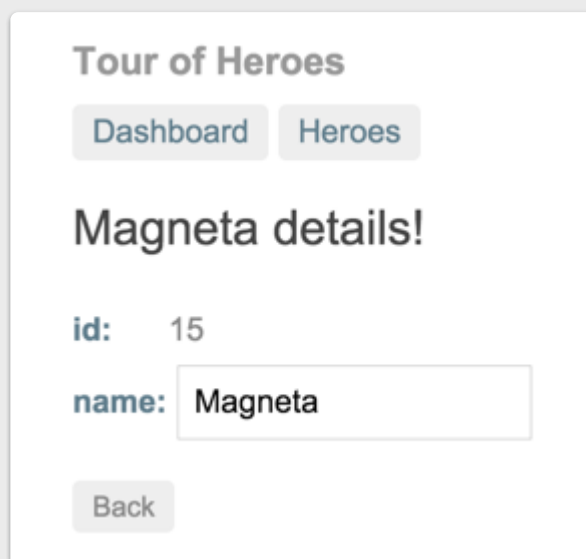 Tour of Heroes
Dashboard Heroes
Magneta details!
id: 15
name: Magneta
Back